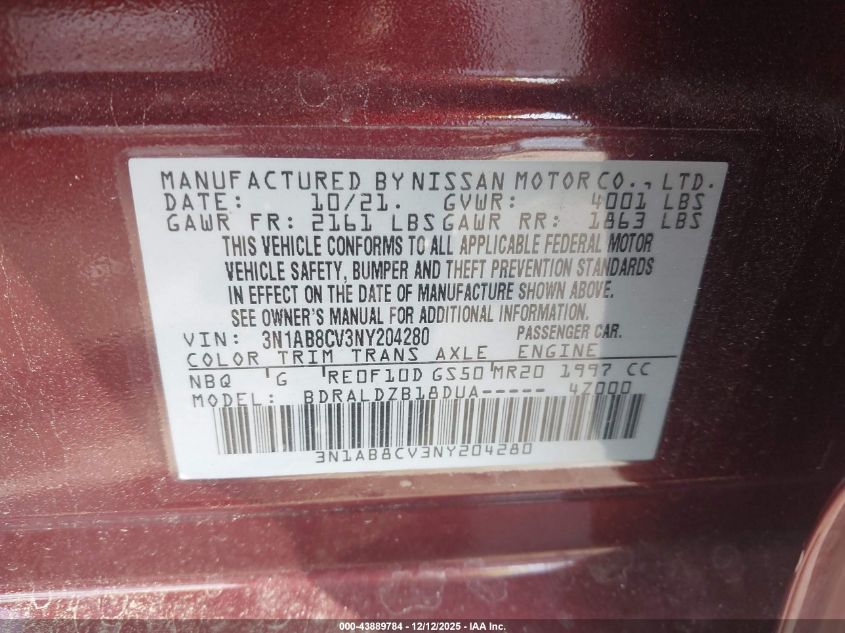 MANUFACTURED BY NISSAN MOTOR CO., LTD.
DATE: 10/21. GVWR: 4001 LBS
GAWR FR: 2161 LBS GAWR RR: 1863 LBS
THIS VEHICLE CONFORMS TO ALL APPLICABLE FEDERAL MOTOR
VEHICLE SAFETY, BUMPER AND THEFT PREVENTION STANDARDS
IN EFFECT ON THE DATE OF MANUFACTURE SHOWN ABOVE.
SEE OWNER'S MANUAL FOR ADDITIONAL INFORMATION.
VIN: 3N1AB8CV3NY204280 PASSENGER CAR.
COLOR TRIM TRANS AXLE ENGINE
NBQ G RE0F10D GS50 MR20 1997 CC
MODEL: BDRALDZB18DUA----- 4Z000
3N1AB8CV3NY204280
000-43889784 - 12/12/2025 - IAA Inc.